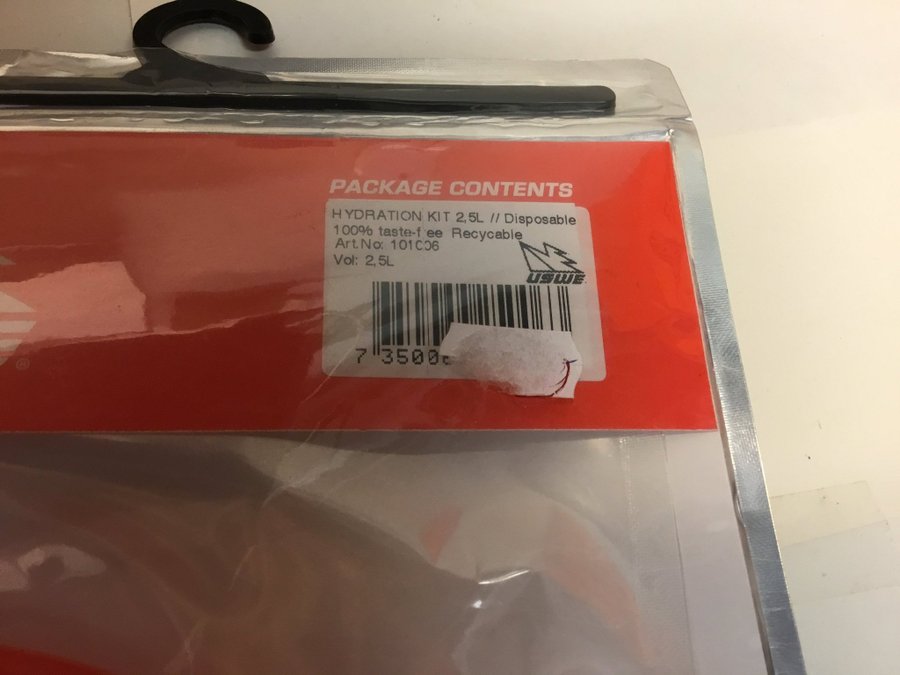 PACKAGE CONTENTS
HYDRATION KIT 2,5L // Disposable
100% taste-f ee Recycable
Art.No: 101006
Vol: 2,5L
USWE
7 35008
®